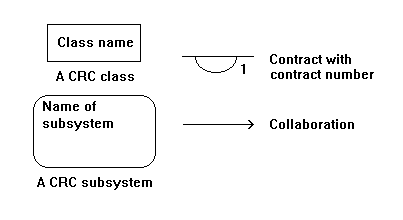 Class name
A CRC class
1
Contract with
contract number
Name of
subsystem
Collaboration
A CRC subsystem